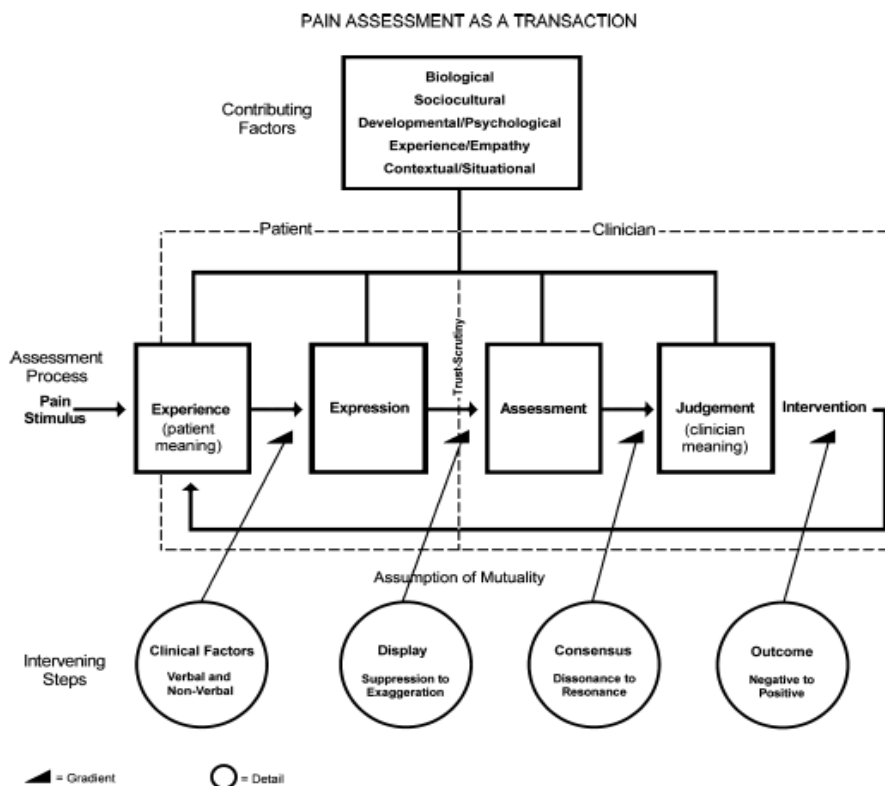 PAIN ASSESSMENT AS A TRANSACTION
Contributing
Factors
Biological
Sociocultural
Developmental/Psychological
Experience/Empathy
Contextual/Situational
Patient
Clinician
Trust-Scrutiny
Assessment
Process
Pain
Stimulus
Experience
(patient
meaning)
Expression
Assessment
Judgement
(clinician
meaning)
Intervention
Assumption of Mutuality
Intervening
Steps
Clinical Factors
Verbal and
Non-Verbal
Display
Suppression to
Exaggeration
Consensus
Dissonance to
Resonance
Outcome
Negative to
Positive
= Gradient
= Detail